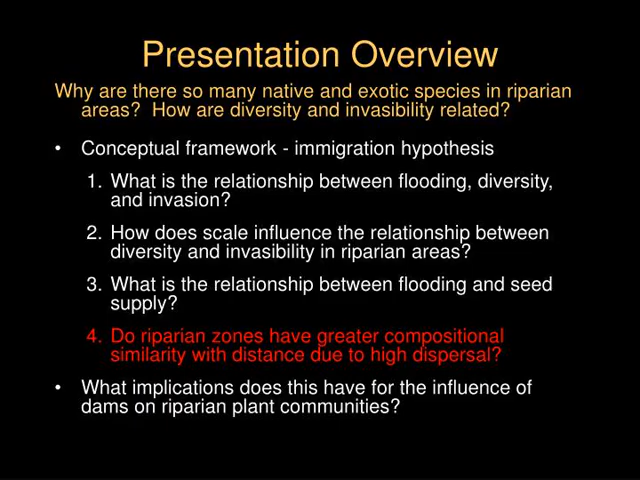 Presentation Overview
Why are there so many native and exotic species in riparian
areas?  How are diversity and invasibility related?
• Conceptual framework - immigration hypothesis
1. What is the relationship between flooding, diversity,
and invasion?
2. How does scale influence the relationship between
diversity and invasibility in riparian areas?
3. What is the relationship between flooding and seed
supply?
4. Do riparian zones have greater compositional
similarity with distance due to high dispersal?
• What implications does this have for the influence of
dams on riparian plant communities?